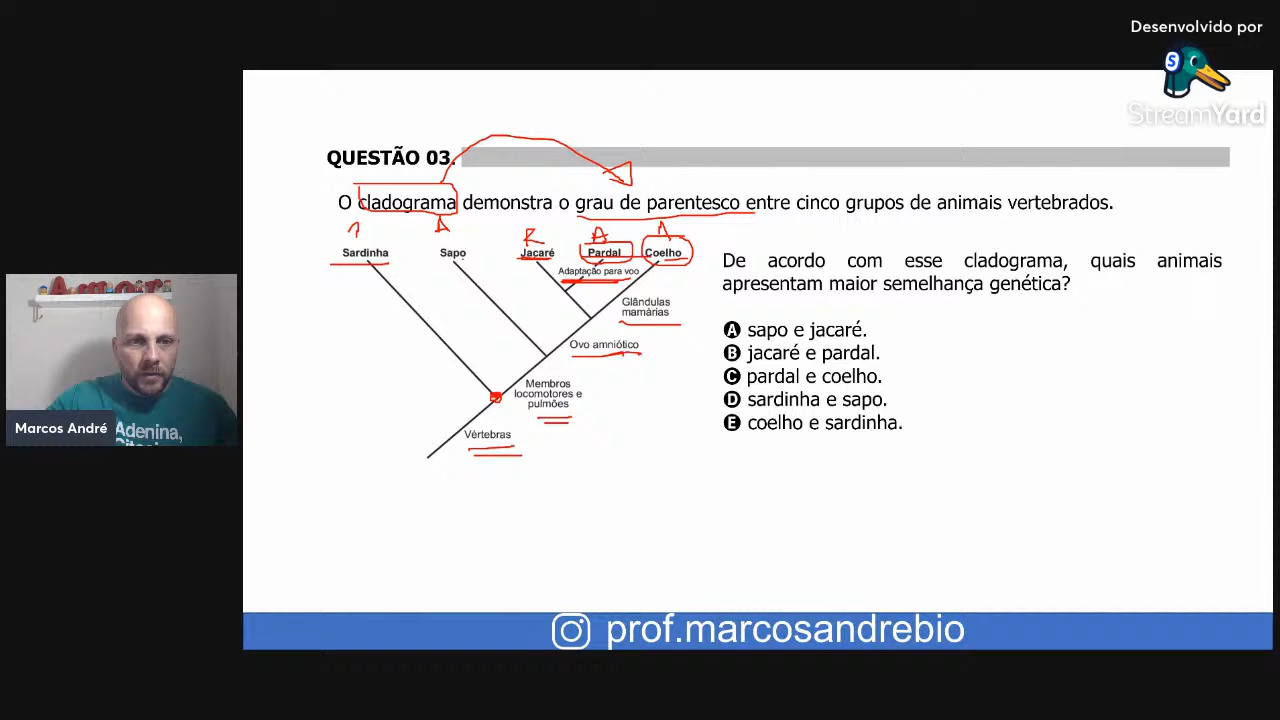 Desenvolvido por
S
StreamYard
QUESTÃO 03.
O cladograma demonstra o grau de parentesco entre cinco grupos de animais vertebrados.
A
R
A
Sardinha
Sapo
Jacaré
Pardal
Coelho
Adaptação para voo
Glândulas
mamárias
Ovo amniótico
Membros
locomotores e
pulmões
Vértebras
De acordo com esse cladograma, quais animais
apresentam maior semelhança genética?
A sapo e jacaré.
B jacaré e pardal.
C pardal e coelho.
D sardinha e sapo.
E coelho e sardinha.
Amor
Marcos André
Adenina,
prof.marcosandrebio